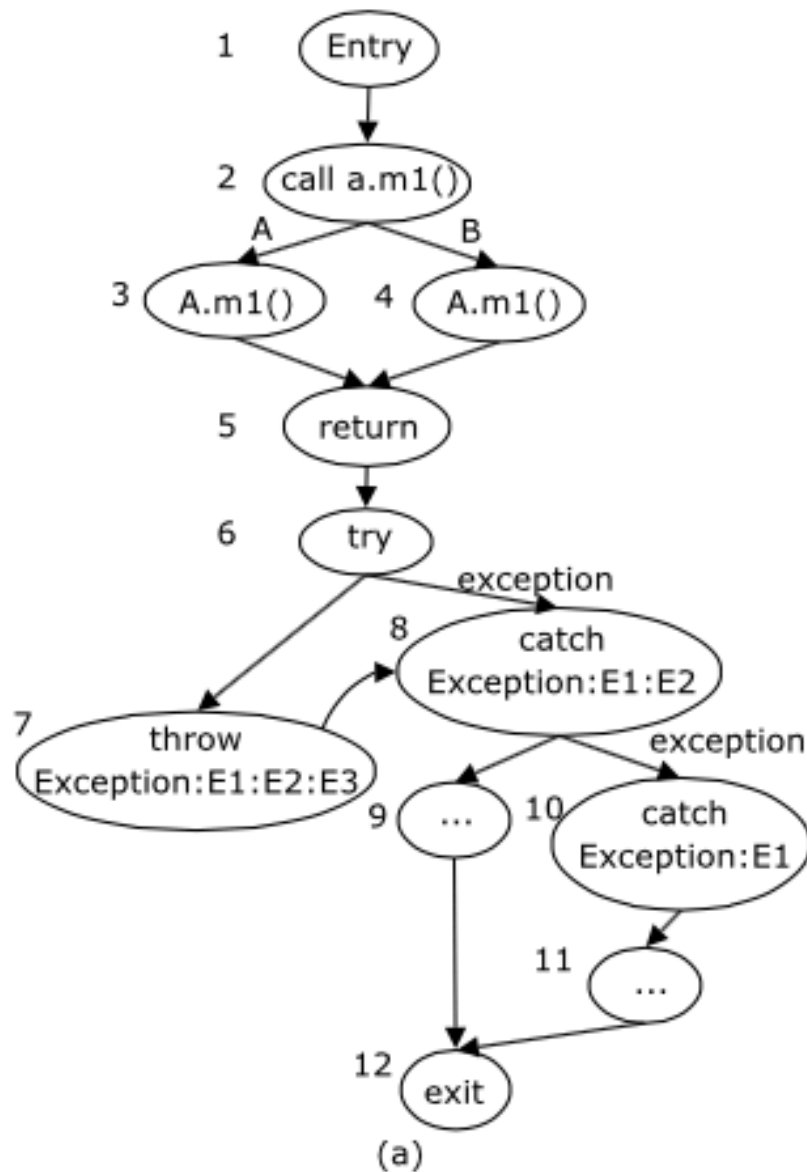 1 Entry
2 call a.m1()
A B
3 A.m1() 4 A.m1()
5 return
6 try
exception
8 catch
Exception:E1:E2
7 throw
Exception:E1:E2:E3
exception
9 ... 10 catch
Exception:E1
11 ...
12 exit
(a)